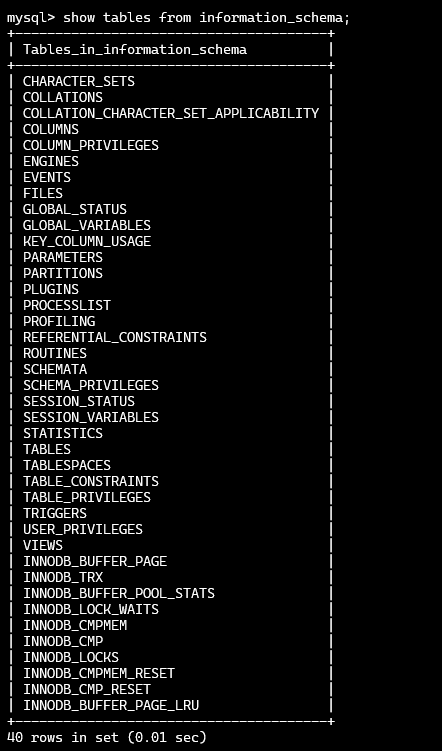 mysql> show tables from information_schema;
+---------------------------------------+
| Tables_in_information_schema          |
+---------------------------------------+
| CHARACTER_SETS                        |
| COLLATIONS                            |
| COLLATION_CHARACTER_SET_APPLICABILITY |
| COLUMNS                               |
| COLUMN_PRIVILEGES                     |
| ENGINES                               |
| EVENTS                                |
| FILES                                 |
| GLOBAL_STATUS                         |
| GLOBAL_VARIABLES                      |
| KEY_COLUMN_USAGE                      |
| PARAMETERS                            |
| PARTITIONS                            |
| PLUGINS                               |
| PROCESSLIST                           |
| PROFILING                             |
| REFERENTIAL_CONSTRAINTS               |
| ROUTINES                              |
| SCHEMATA                              |
| SCHEMA_PRIVILEGES                     |
| SESSION_STATUS                        |
| SESSION_VARIABLES                     |
| STATISTICS                            |
| TABLES                                |
| TABLESPACES                           |
| TABLE_CONSTRAINTS                     |
| TABLE_PRIVILEGES                      |
| TRIGGERS                              |
| USER_PRIVILEGES                       |
| VIEWS                                 |
| INNODB_BUFFER_PAGE                    |
| INNODB_TRX                            |
| INNODB_BUFFER_POOL_STATS              |
| INNODB_LOCK_WAITS                     |
| INNODB_CMPMEM                         |
| INNODB_CMP                            |
| INNODB_LOCKS                          |
| INNODB_CMPMEM_RESET                   |
| INNODB_CMP_RESET                      |
| INNODB_BUFFER_PAGE_LRU                |
+---------------------------------------+
40 rows in set (0.01 sec)